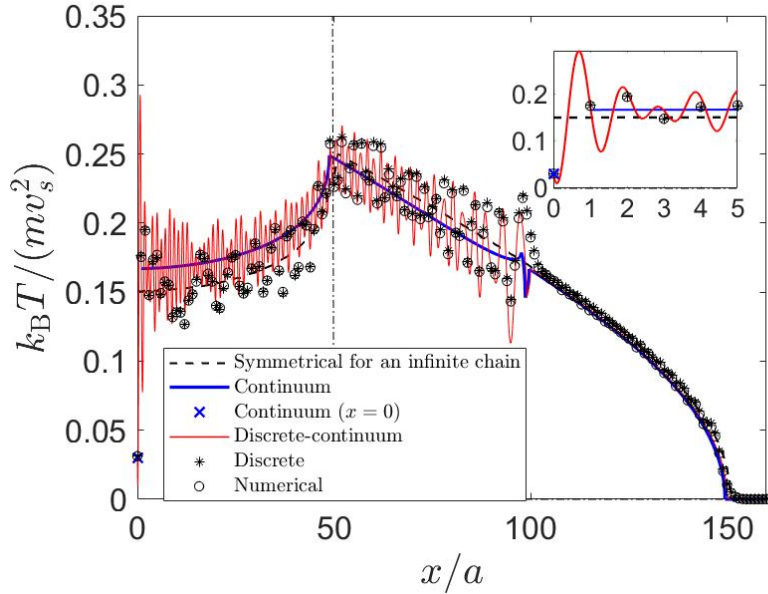 0.35
0.3
0.25
0.2
0.15
0.1
0.05
0
k_B T/(mv_s^2)
0.2
0.1
0
0 1 2 3 4 5
Symmetrical for an infinite chain
Continuum
Continuum (x = 0)
Discrete-continuum
Discrete
Numerical
0 50 100 150
x/a